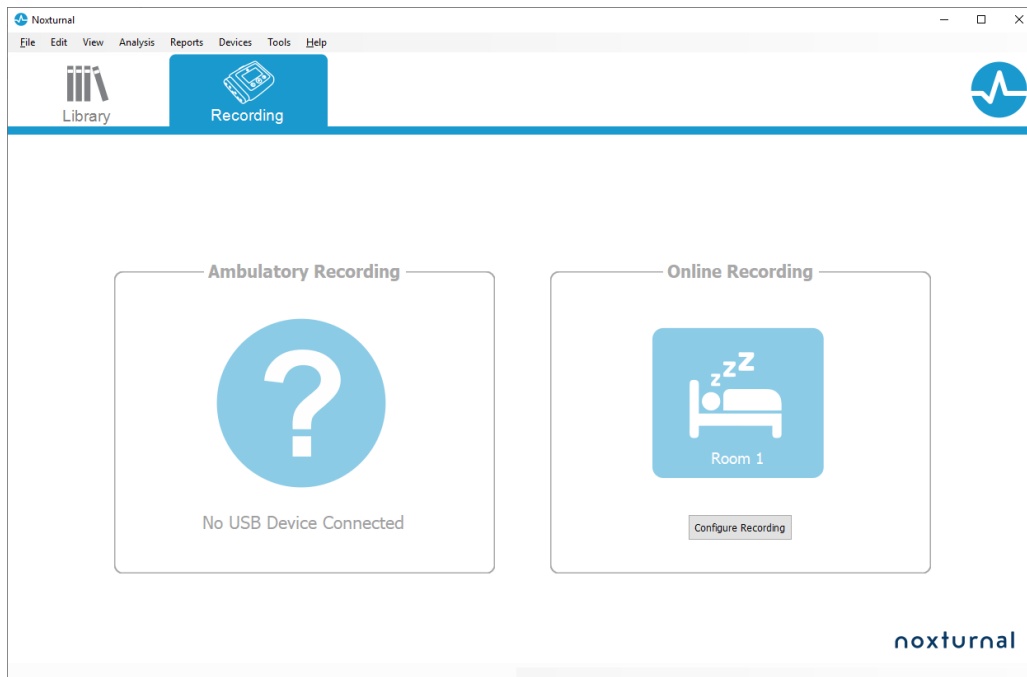 Noxturnal
File Edit View Analysis Reports Devices Tools Help
Library
Recording
Ambulatory Recording
?
No USB Device Connected
Online Recording
zzZ
Room 1
Configure Recording
noxturnal